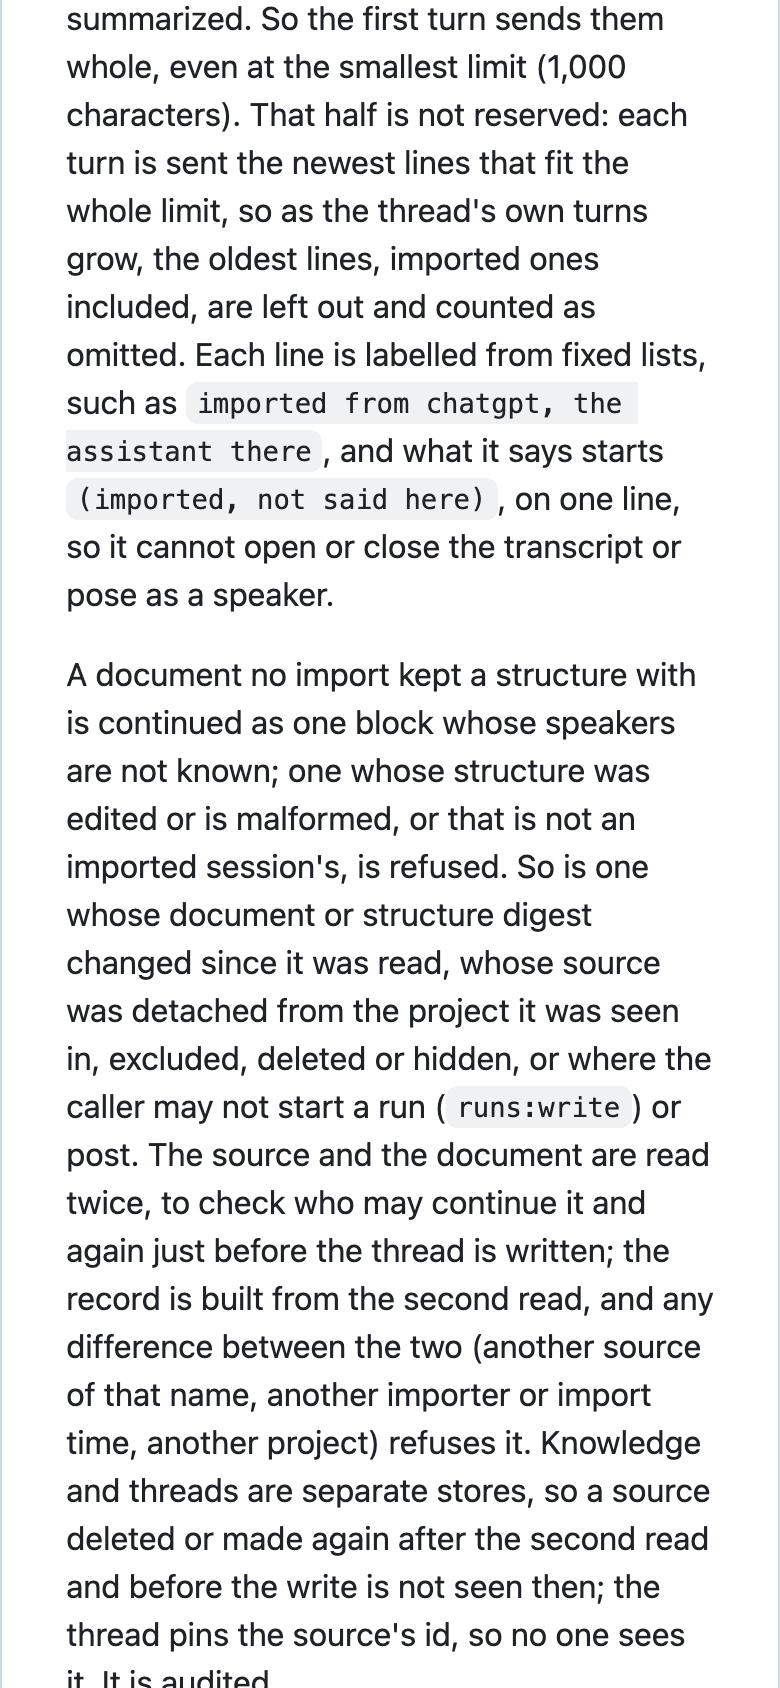 summarized. So the first turn sends them
whole, even at the smallest limit (1,000
characters). That half is not reserved: each
turn is sent the newest lines that fit the
whole limit, so as the thread's own turns
grow, the oldest lines, imported ones
included, are left out and counted as
omitted. Each line is labelled from fixed lists,
such as imported from chatgpt, the
assistant there, and what it says starts
(imported, not said here), on one line,
so it cannot open or close the transcript or
pose as a speaker.
A document no import kept a structure with
is continued as one block whose speakers
are not known; one whose structure was
edited or is malformed, or that is not an
imported session's, is refused. So is one
whose document or structure digest
changed since it was read, whose source
was detached from the project it was seen
in, excluded, deleted or hidden, or where the
caller may not start a run (runs:write) or
post. The source and the document are read
twice, to check who may continue it and
again just before the thread is written; the
record is built from the second read, and any
difference between the two (another source
of that name, another importer or import
time, another project) refuses it. Knowledge
and threads are separate stores, so a source
deleted or made again after the second read
and before the write is not seen then; the
thread pins the source's id, so no one sees
it. It is audited